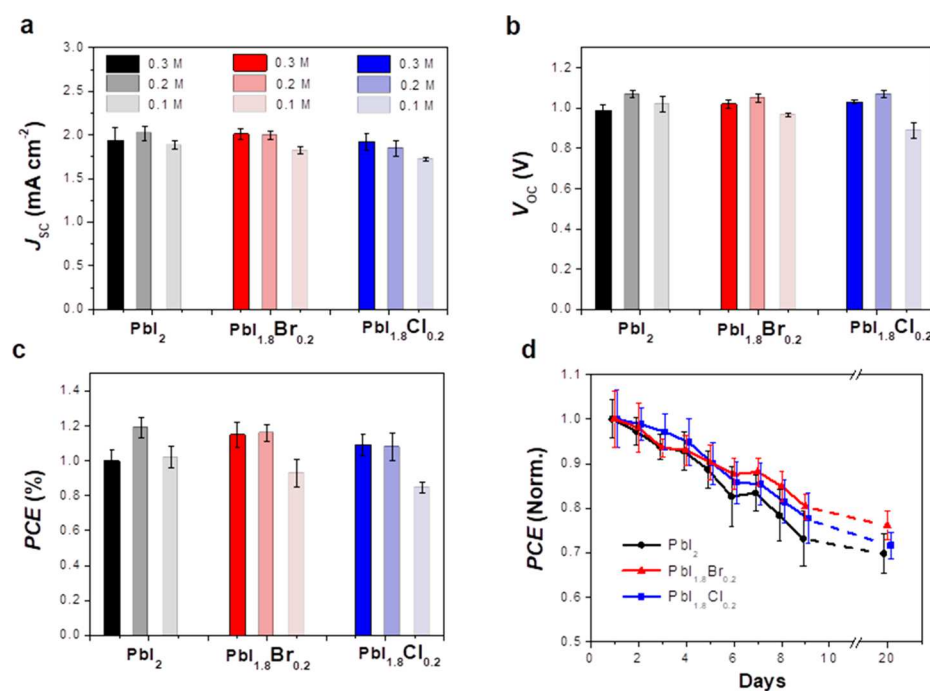 a
3.0
2.5
2.0
1.5
1.0
0.5
0.0
J_SC (mA cm⁻²)
0.3 M
0.2 M
0.1 M
0.3 M
0.2 M
0.1 M
0.3 M
0.2 M
0.1 M
PbI₂
PbI₁.₈Br₀.₂
PbI₁.₈Cl₀.₂
b
1.2
1.0
0.8
0.6
0.4
0.2
0.0
V_OC (V)
PbI₂
PbI₁.₈Br₀.₂
PbI₁.₈Cl₀.₂
c
1.4
1.2
1.0
0.8
0.6
0.4
0.2
0.0
PCE (%)
PbI₂
PbI₁.₈Br₀.₂
PbI₁.₈Cl₀.₂
d
1.1
1.0
0.9
0.8
0.7
0.6
0.5
PCE (Norm.)
PbI₂
PbI₁.₈Br₀.₂
PbI₁.₈Cl₀.₂
0 2 4 6 8 10 20
Days